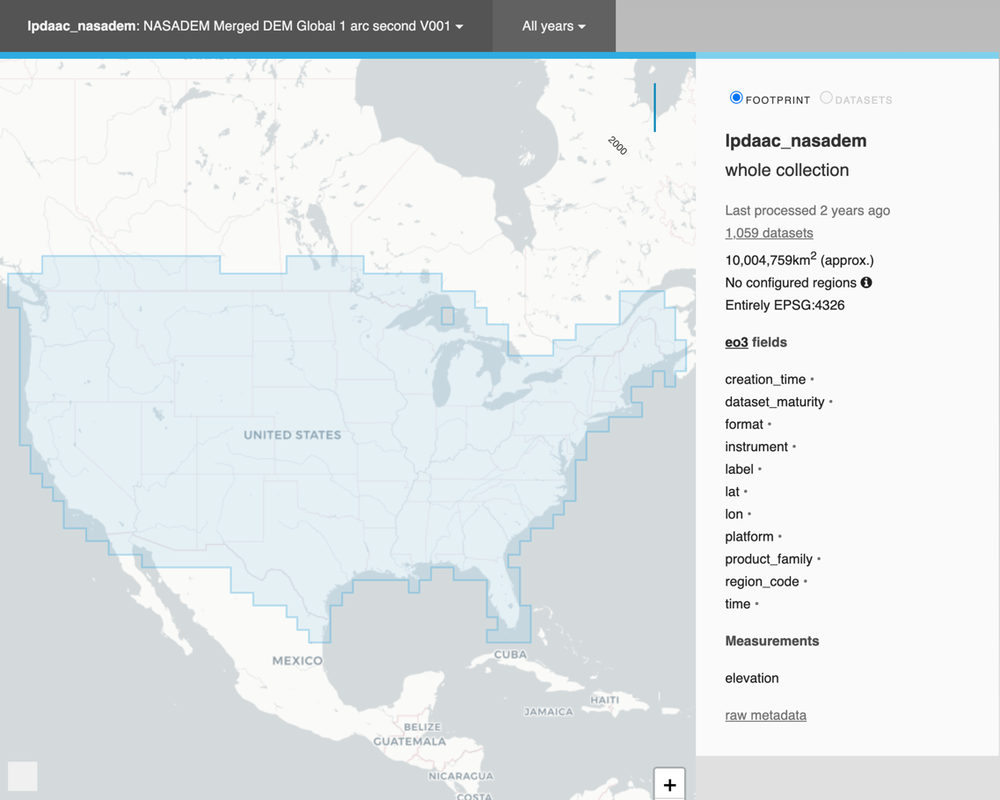 lpdaac_nasadem: NASADEM Merged DEM Global 1 arc second V001
All years
2000
UNITED STATES
MEXICO
CUBA
HAITI
JAMAICA
BELIZE
GUATEMALA
NICARAGUA
COSTA
+
FOOTPRINT DATASETS
lpdaac_nasadem
whole collection
Last processed 2 years ago
1,059 datasets
10,004,759km2 (approx.)
No configured regions
Entirely EPSG:4326
eo3 fields
creation_time •
dataset_maturity •
format •
instrument •
label •
lat •
lon •
platform •
product_family •
region_code •
time •
Measurements
elevation
raw metadata